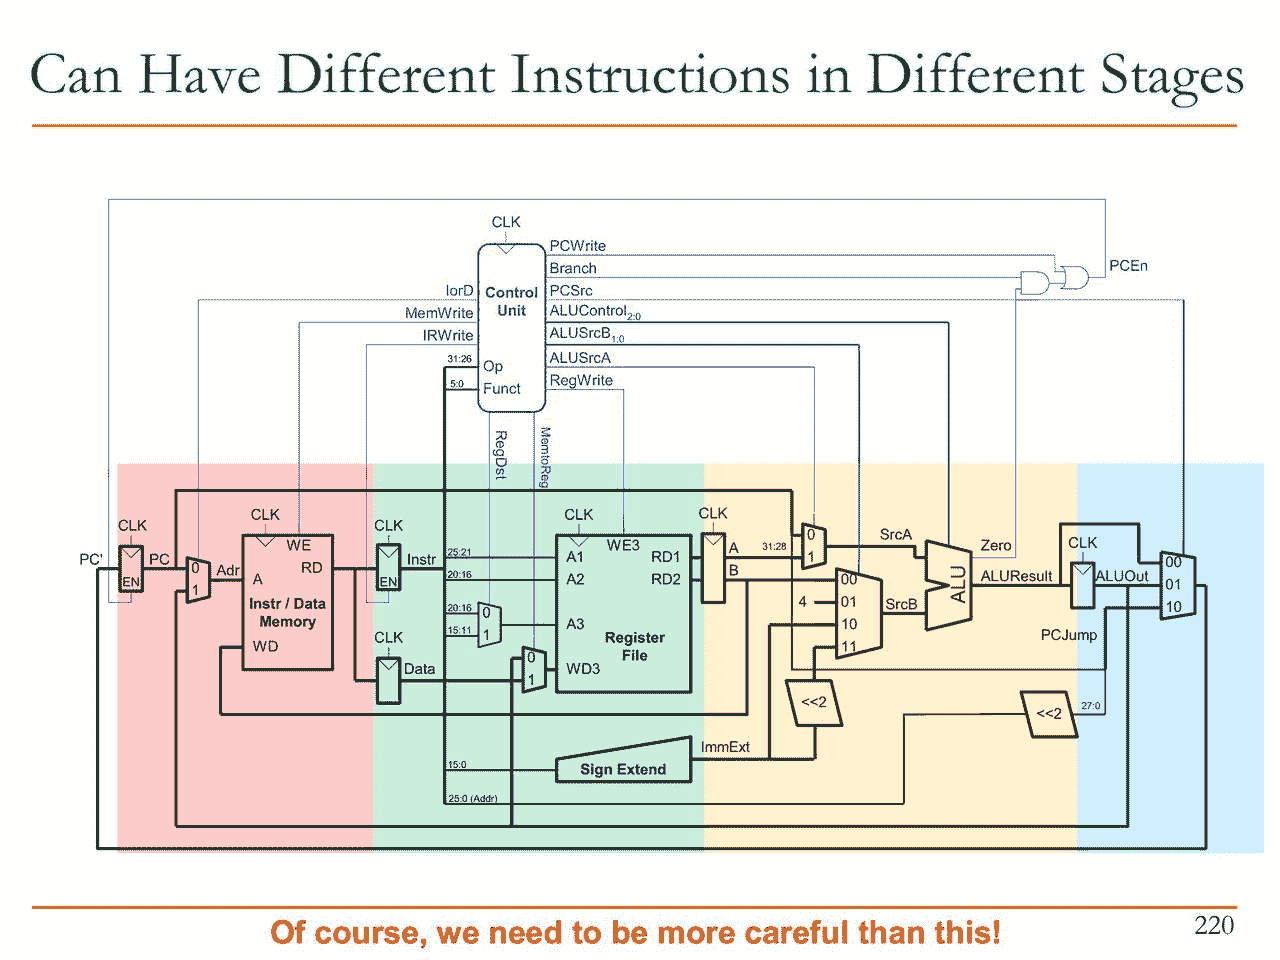 Can Have Different Instructions in Different Stages
CLK
PCWrite
Branch
PCEn
IorD
Control
Unit
PCSrc
MemWrite
ALUControl2:0
IRWrite
ALUSrcB1:0
31:26
Op
ALUSrcA
5:0
Funct
RegWrite
RegDst
MemtoReg
CLK
CLK
CLK
CLK
CLK
CLK
PC'
PC
EN
0
1
Adr
WE
A
RD
Instr / Data
Memory
WD
EN
Instr
CLK
Data
25:21
20:16
20:16
15:11
0
1
0
1
WE3
A1
RD1
A2
RD2
A3
Register
File
WD3
A
B
31:28
0
1
SrcA
4
00
01
10
11
SrcB
ALU
Zero
ALUResult
ALUOut
00
01
10
PCJump
<<2
<<2
27:0
ImmExt
15:0
Sign Extend
25:0 (Addr)
Of course, we need to be more careful than this!
220